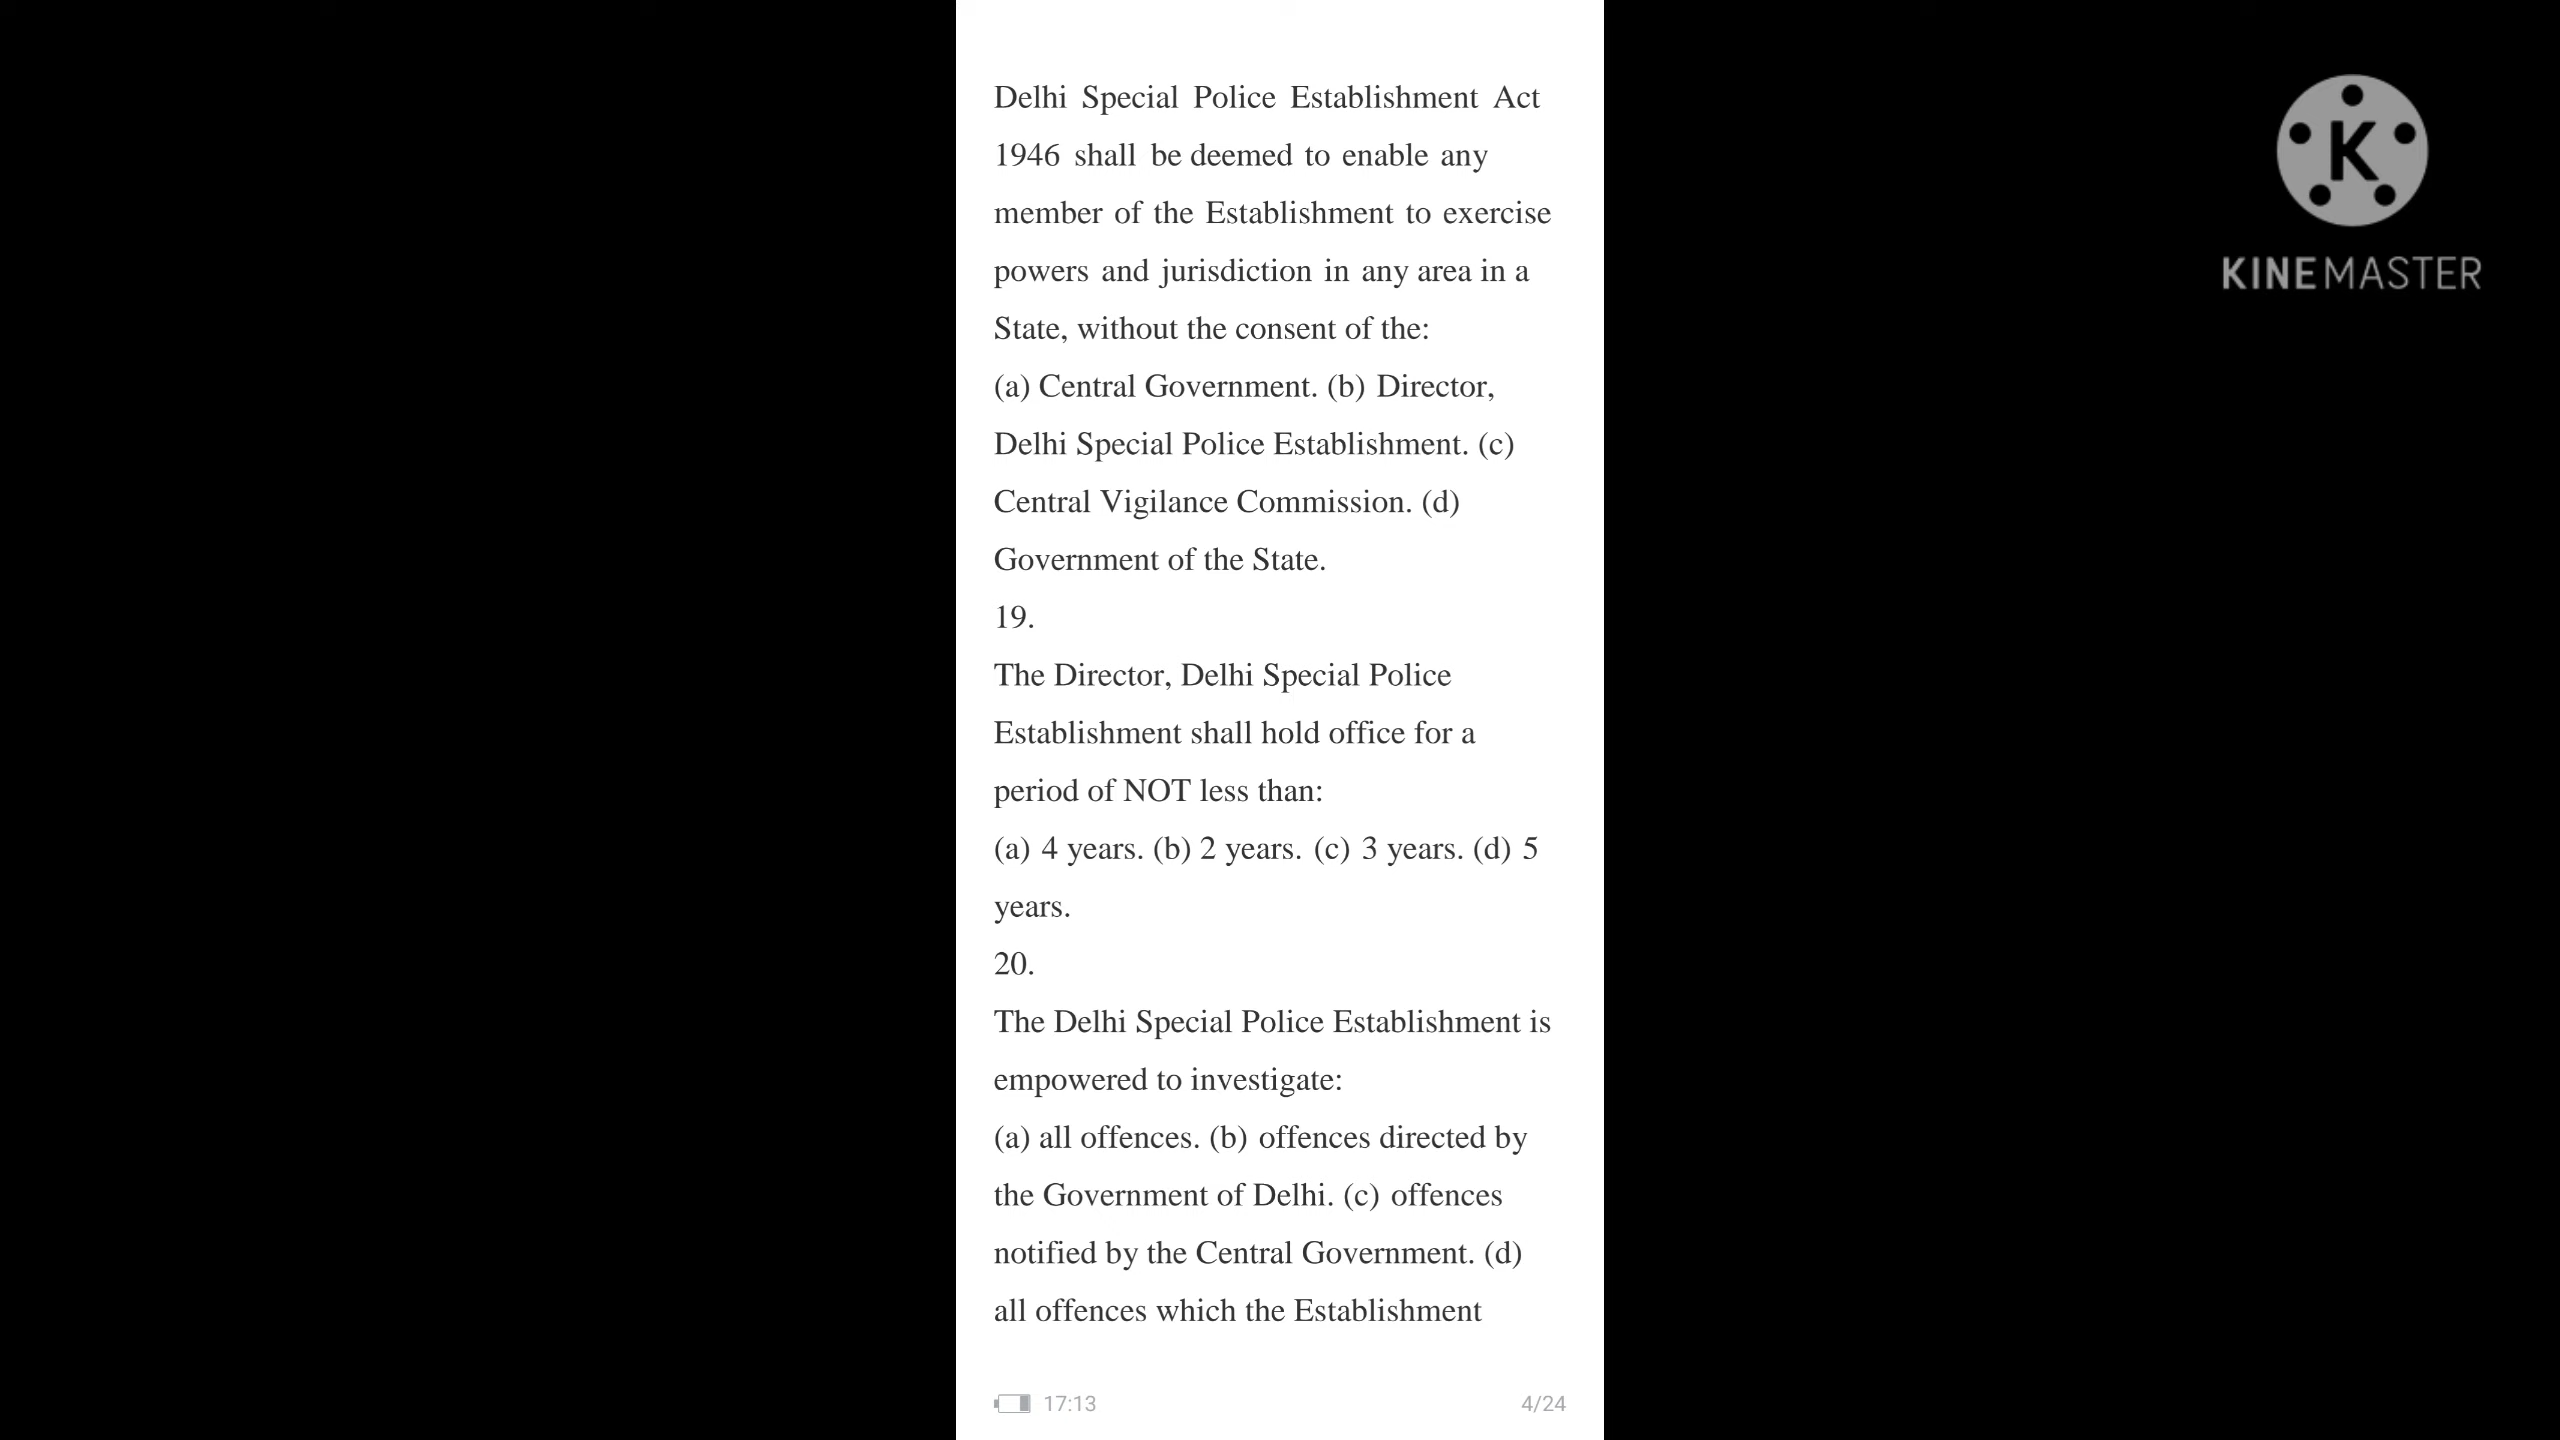 Delhi Special Police Establishment Act
1946 shall be deemed to enable any
member of the Establishment to exercise
powers and jurisdiction in any area in a
State, without the consent of the:
(a) Central Government. (b) Director,
Delhi Special Police Establishment. (c)
Central Vigilance Commission. (d)
Government of the State.
19.
The Director, Delhi Special Police
Establishment shall hold office for a
period of NOT less than:
(a) 4 years. (b) 2 years. (c) 3 years. (d) 5
years.
20.
The Delhi Special Police Establishment is
empowered to investigate:
(a) all offences. (b) offences directed by
the Government of Delhi. (c) offences
notified by the Central Government. (d)
all offences which the Establishment
17:13 4/24
K
KINEMASTER